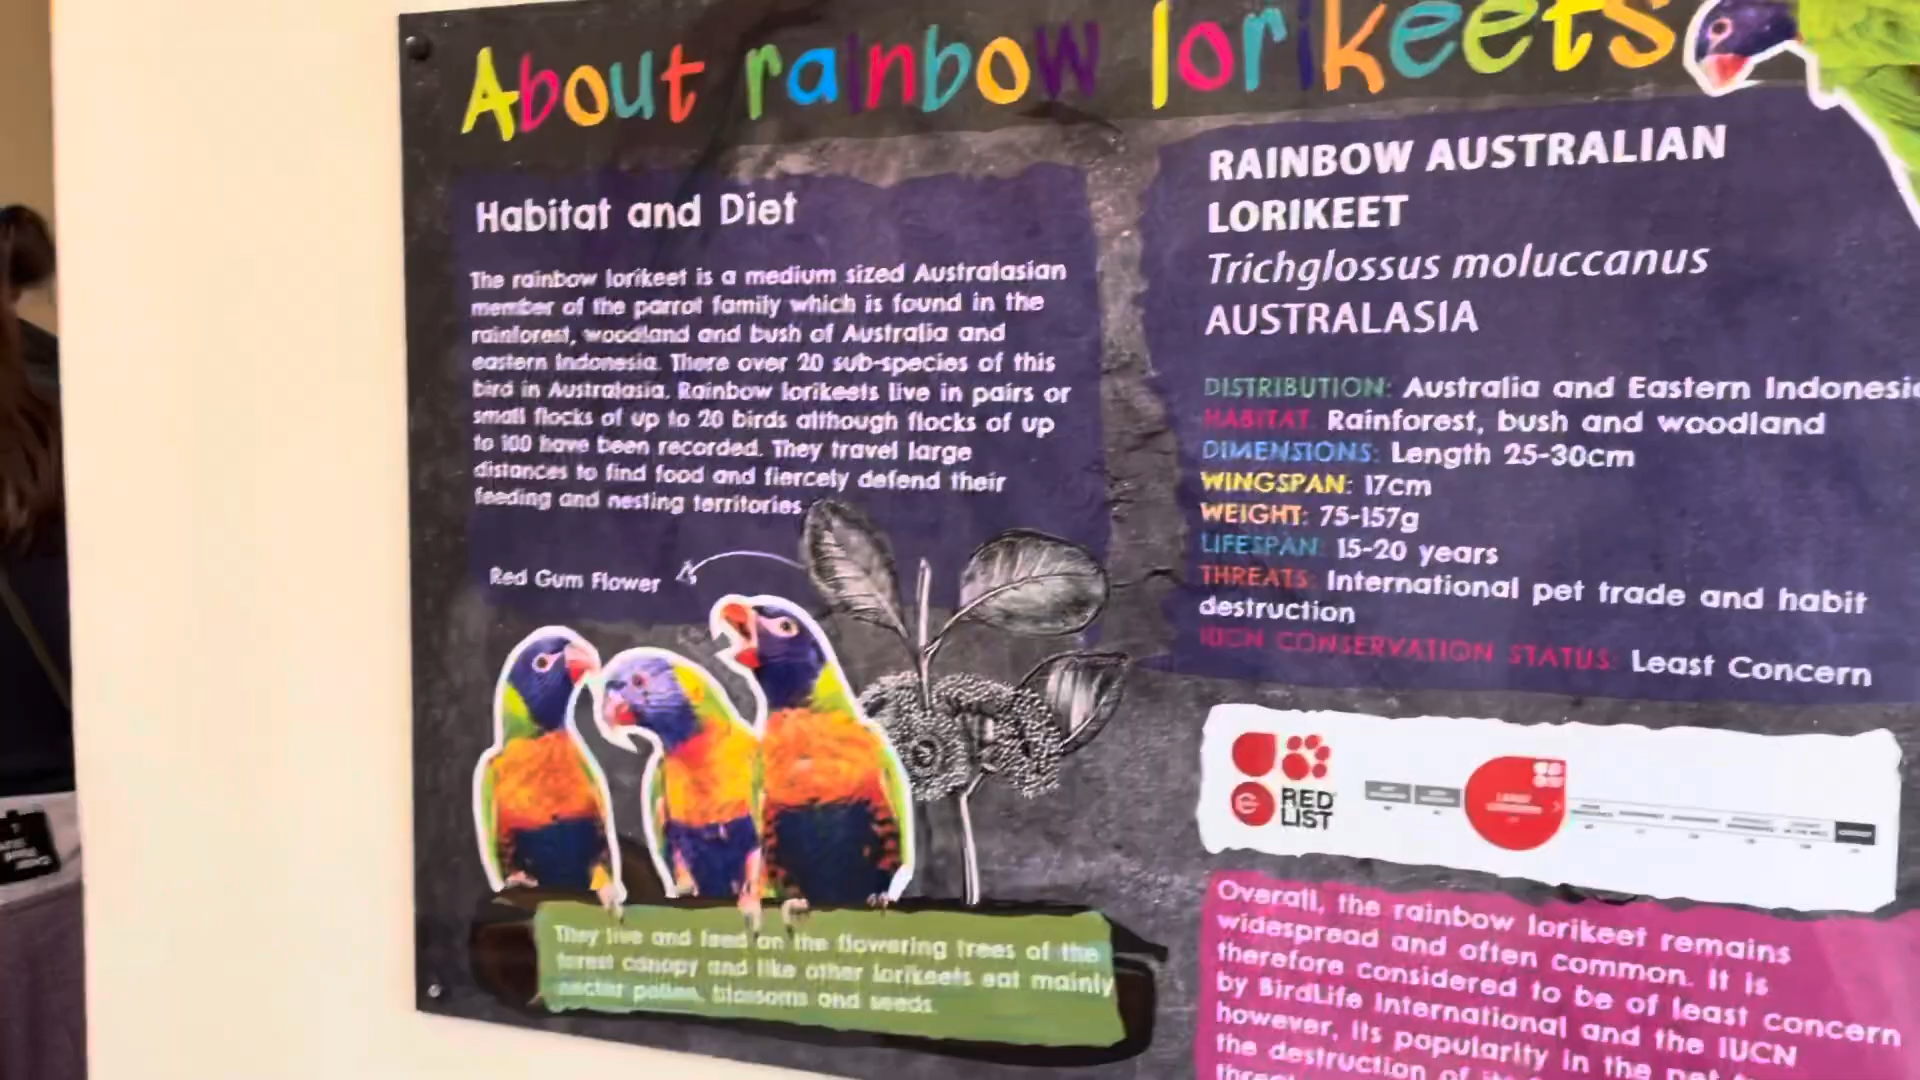 About rainbow lorikeets
Habitat and Diet
The rainbow lorikeet is a medium sized Australasian
member of the parrot family which is found in the
rainforest, woodland and bush of Australia and
eastern Indonesia. There over 20 sub-species of this
bird in Australasia. Rainbow lorikeets live in pairs or
small flocks of up to 20 birds although flocks of up
to 100 have been recorded. They travel large
distances to find food and fiercely defend their
feeding and nesting territories.
Red Gum Flower
They live and feed on the flowering trees of the
forest canopy and like other lorikeets eat mainly
nectar pollen, blossoms and seeds.
RAINBOW AUSTRALIAN
LORIKEET
Trichglossus moluccanus
AUSTRALASIA
DISTRIBUTION: Australia and Eastern Indonesia
HABITAT: Rainforest, bush and woodland
DIMENSIONS: Length 25-30cm
WINGSPAN: 17cm
WEIGHT: 75-157g
LIFESPAN: 15-20 years
THREATS: International pet trade and habit
destruction
IUCN CONSERVATION STATUS: Least Concern
RED
LIST
Overall, the rainbow lorikeet remains
widespread and often common. It is
therefore considered to be of least concern
by BirdLife International and the IUCN
however, its popularity in the pet
the destruction of